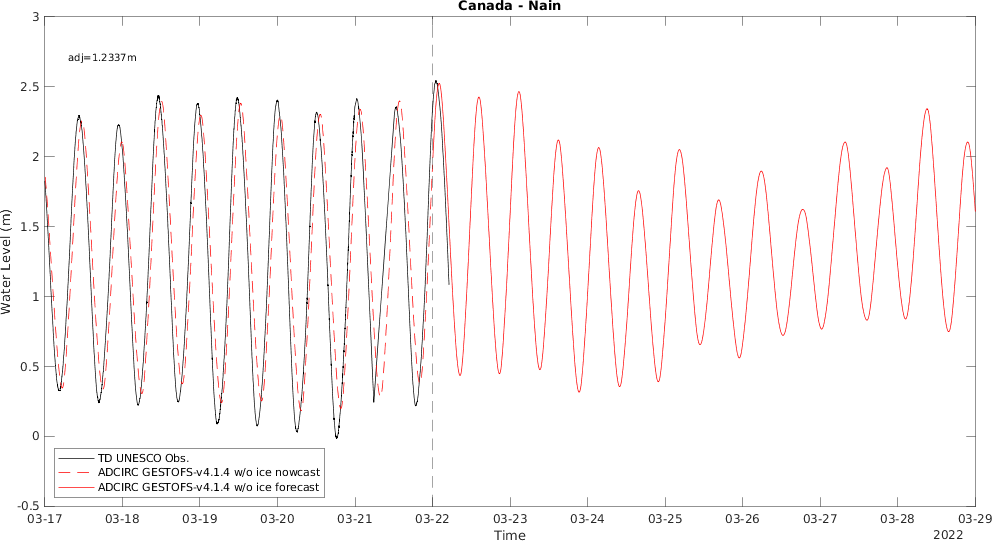 Canada - Nain
3
adj=1.2337m
2.5
2
1.5
Water Level (m)
1
0.5
0
TD UNESCO Obs.
ADCIRC GESTOFS-v4.1.4 w/o ice nowcast
ADCIRC GESTOFS-v4.1.4 w/o ice forecast
-0.5
03-17 03-18 03-19 03-20 03-21 03-22 03-23 03-24 03-25 03-26 03-27 03-28 03-29
Time
2022